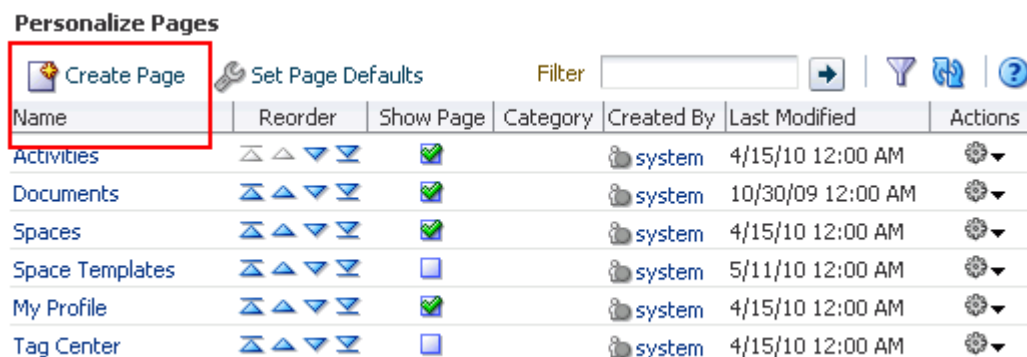 Personalize Pages
Create Page Set Page Defaults Filter
Name Reorder Show Page Category Created By Last Modified Actions
Activities system 4/15/10 12:00 AM
Documents system 10/30/09 12:00 AM
Spaces system 4/15/10 12:00 AM
Space Templates system 5/11/10 12:00 AM
My Profile system 4/15/10 12:00 AM
Tag Center system 4/15/10 12:00 AM